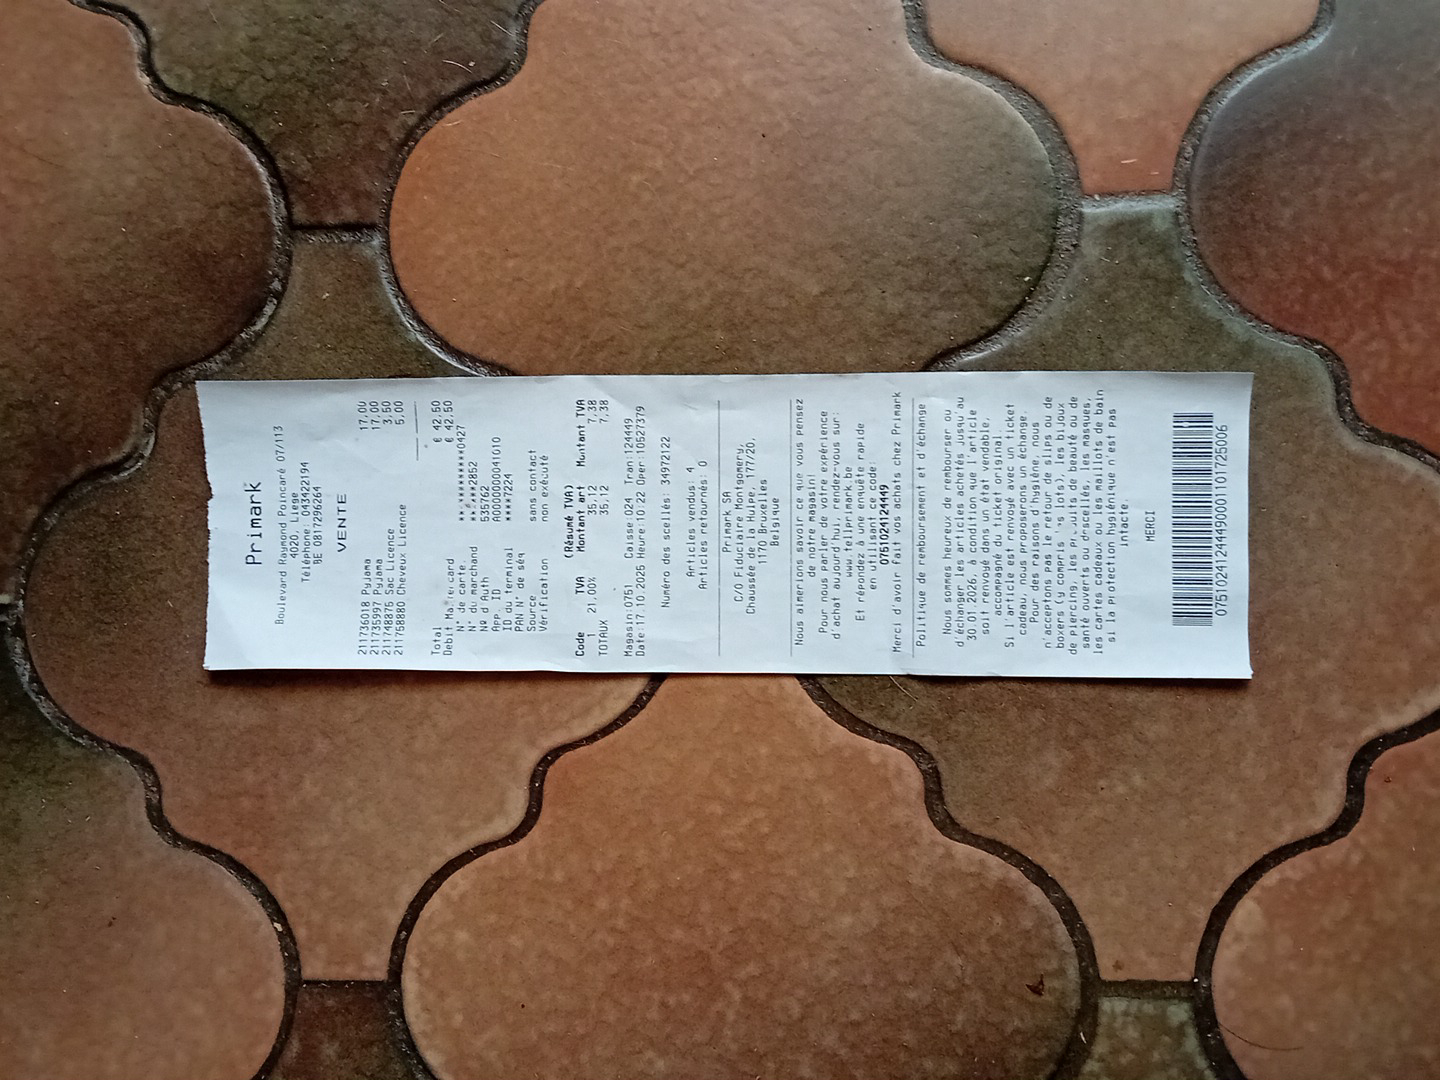 Primark
Boulevard Raymond Poincaré 07/113
4020, Liege
Téléphone :043422194
BE 0817296264
VENTE
21173618 Pyjama 17,00
21735997 Pyjama 17,00
21748875 Sac Licence 3,50
21758880 Cheveux Licence 5,00
Total € 42,50
Debit Mastercard € 42,50
N° de carte ************0427
N° du marchand *****2852
Nº d'Auth 535762
App. ID A0000000041010
ID du terminal ****7224
PAN N° de séq
Source sans contact
Vérification non exécuté
(Résumé TVA)
Code TVA Montant art Montant TVA
1 21,00% 35,12 7,38
TOTAUX 35,12 7,38
Magasin:0751 Caisse:024 Tran:124449
Date:17.10.2025 Heure:10:22 Oper:10527379
Numéro des scellés: 34972122
Articles vendus: 4
Articles retournés: 0
Primark SA
C/O Fiduciaire Montgomery,
Chaussée de la Hulpe, 177/20,
1170 Bruxelles
Belgique
Nous aimerions savoir ce que vous pensez
de notre magasin!
Pour nous parler de votre expérience
d'achat aujourd'hui, rendez-vous sur:
www.tellprimark.be
Et répondez à une enquête rapide
en utilisant ce code:
0751024124449
Merci d'avoir fait vos achats chez Primark
Politique de remboursement et d'échange
Nous sommes heureux de rembourser ou
d'échanger les articles achetés jusqu'au
30.01.2026, à condition que l'article
soit renvoyé dans un état vendable,
accompagné du ticket original.
Si l'article est renvoyé avec un ticket
cadeau, nous proposerons un échange.
Pour des raisons d'hygiène, nous
n'acceptons pas le retour de slips ou de
boxers (y compris les lots), les bijoux
de piercing, les produits de beauté ou de
santé ouverts ou descellés, les masques,
les cartes cadeaux ou les maillots de bain
si la protection hygiénique n'est pas
intacte.
MERCI
07510241244490001101725006